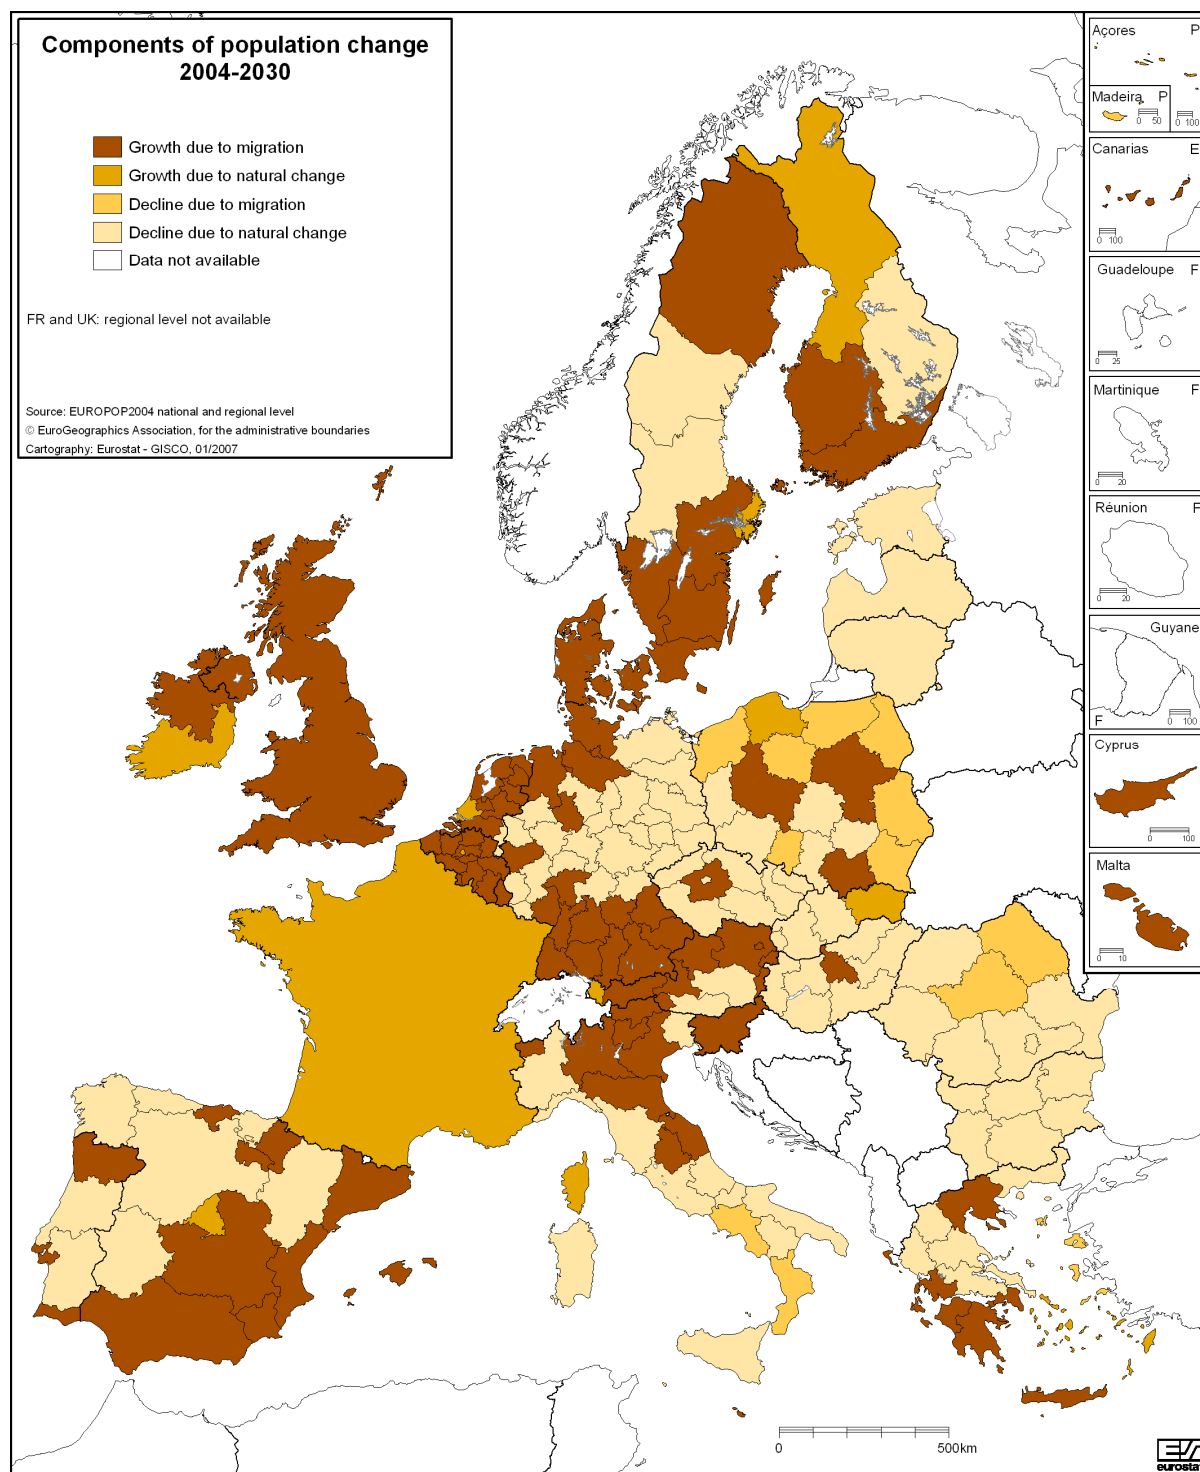 Components of population change
2004-2030
Growth due to migration
Growth due to natural change
Decline due to migration
Decline due to natural change
Data not available
FR and UK: regional level not available
Source: EUROPOP2004 national and regional level
© EuroGeographics Association, for the administrative boundaries
Cartography: Eurostat - GISCO, 01/2007
Açores P
Madeira P
0 50
0 100
Canarias E
0 100
Guadeloupe F
0 25
Martinique F
0 20
Réunion F
0 20
Guyane
F
0 100
Cyprus
0 100
Malta
0 10
0 500km
eurostat